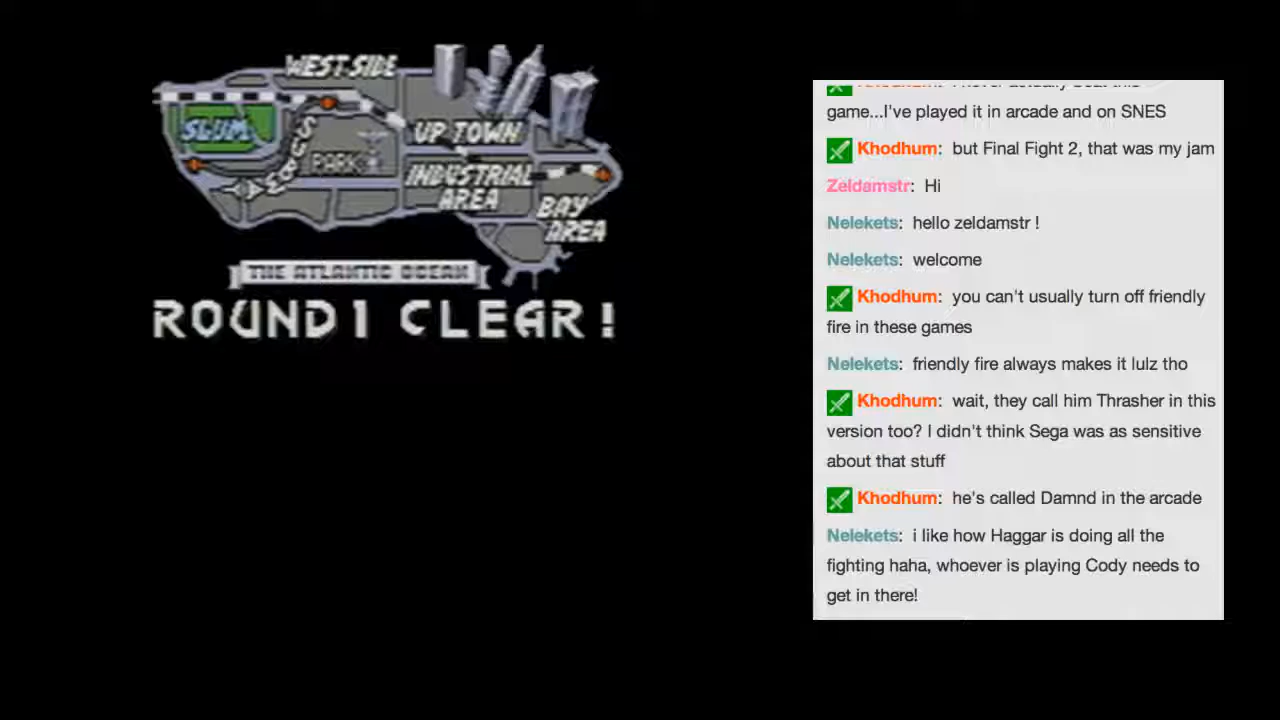 WEST SIDE
SLUM
SUBWAY
PARK
UP TOWN
INDUSTRIAL
AREA
BAY
AREA
THE ATLANTIC OCEAN
ROUND 1 CLEAR!
game...I've played it in arcade and on SNES
Khodhum: but Final Fight 2, that was my jam
Zeldamstr: Hi
Nelekets: hello zeldamstr !
Nelekets: welcome
Khodhum: you can't usually turn off friendly
fire in these games
Nelekets: friendly fire always makes it lulz tho
Khodhum: wait, they call him Thrasher in this
version too? I didn't think Sega was as sensitive
about that stuff
Khodhum: he's called Damnd in the arcade
Nelekets: i like how Haggar is doing all the
fighting haha, whoever is playing Cody needs to
get in there!